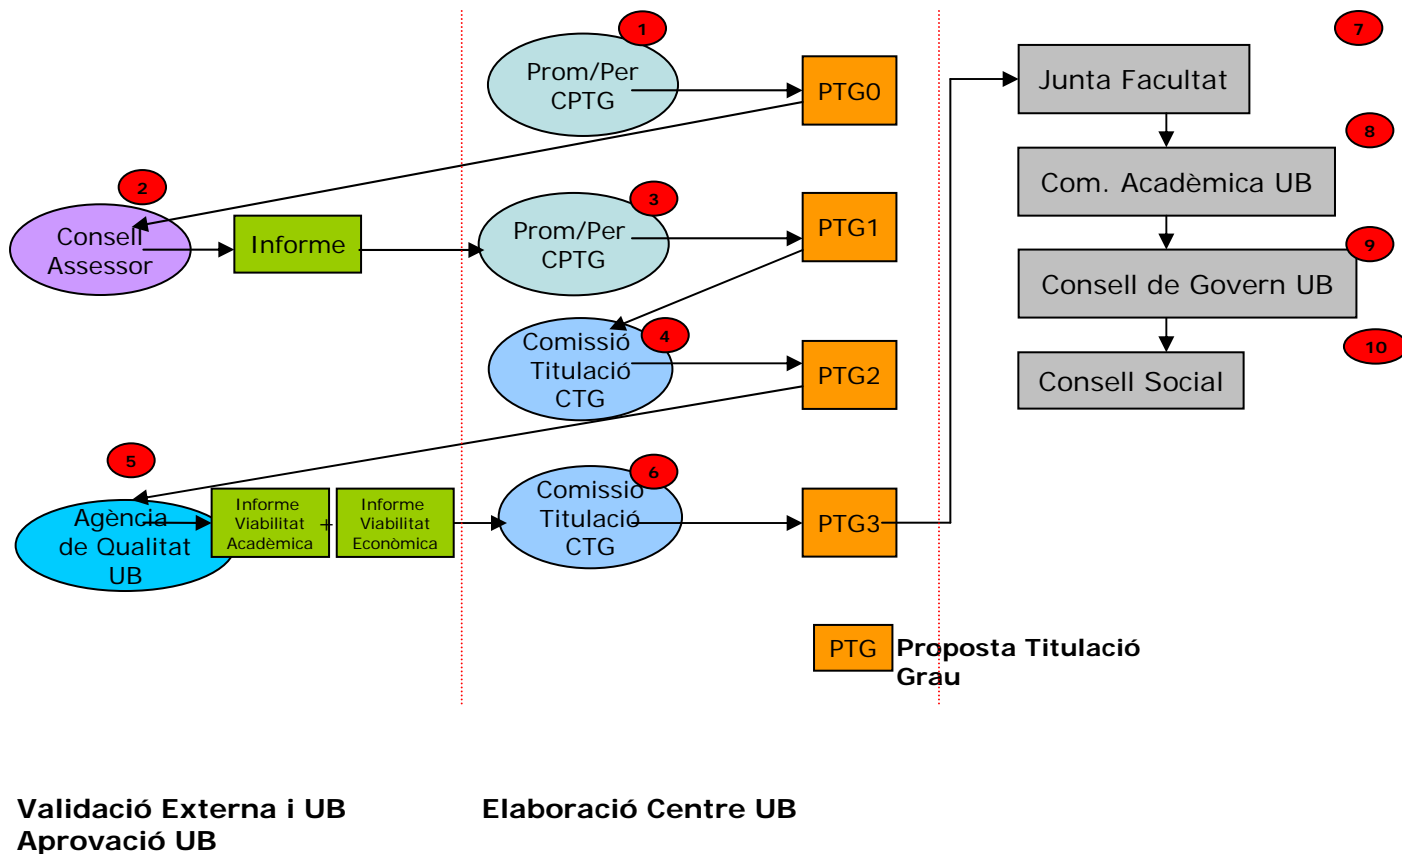 1
7
Prom/Per
CPTG
PTG0
Junta Facultat
8
2
3
Com. Acadèmica UB
Consell
Assessor
Informe
Prom/Per
CPTG
PTG1
9
Consell de Govern UB
4
10
Comissió
Titulació
CTG
PTG2
Consell Social
5
6
Agència
de Qualitat
UB
Informe
Viabilitat
Acadèmica
+
Informe
Viabilitat
Econòmica
Comissió
Titulació
CTG
PTG3
PTG
Proposta Titulació
Grau
Validació Externa i UB
Aprovació UB
Elaboració Centre UB